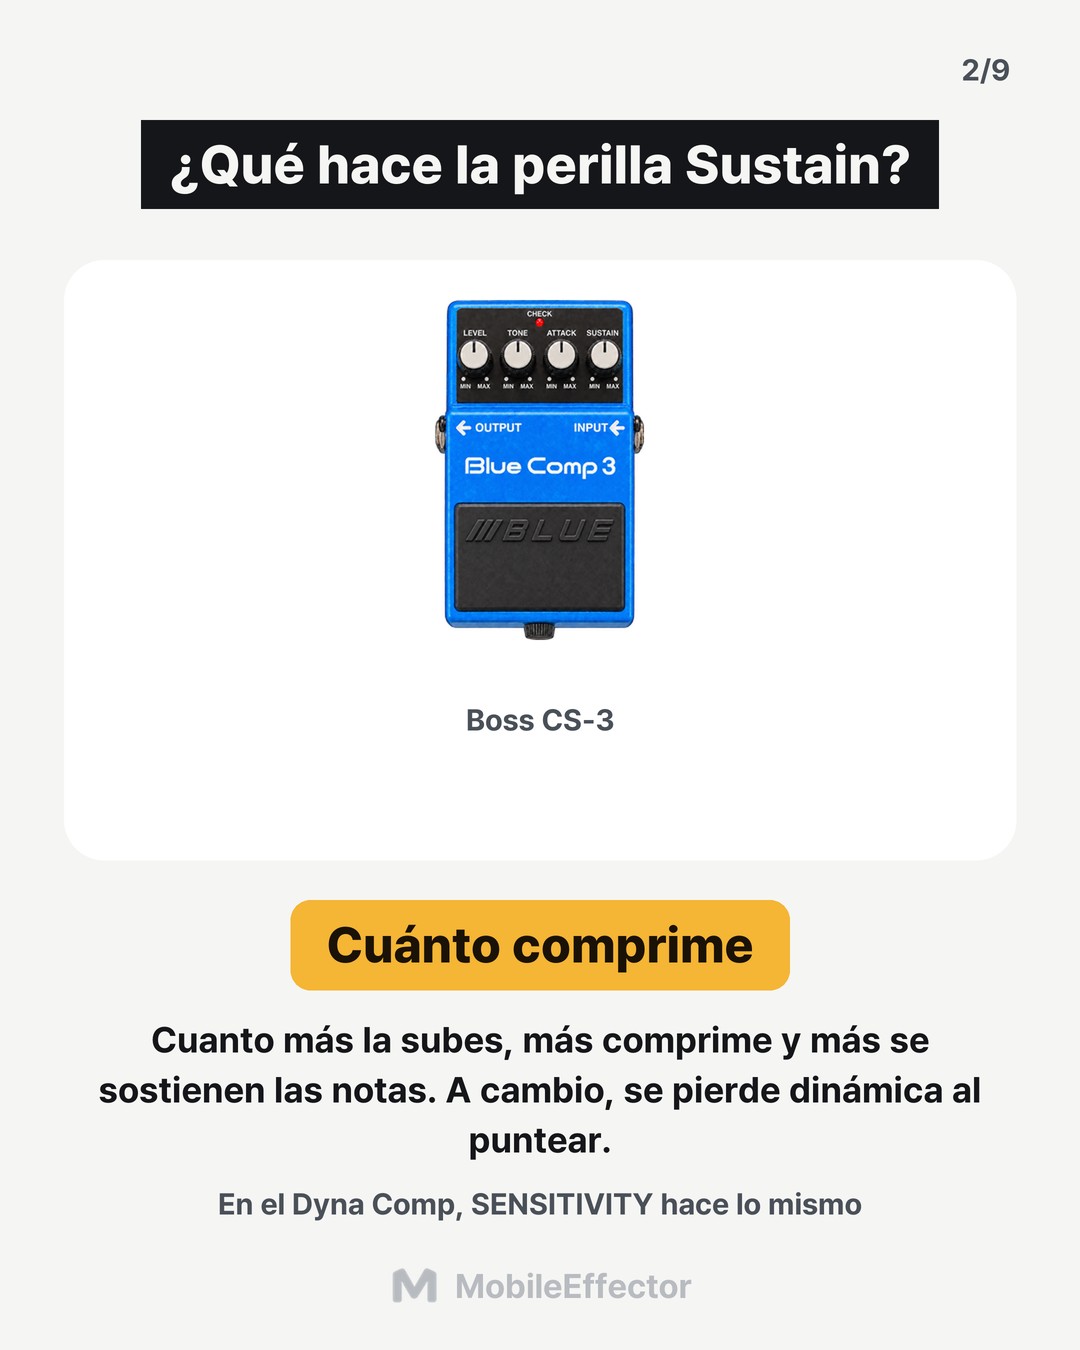 2/9
¿Qué hace la perilla Sustain?
CHECK
LEVEL TONE ATTACK SUSTAIN
MIN MAX MIN MAX MIN MAX MIN MAX
OUTPUT INPUT
Blue Comp 3
BLUE
Boss CS-3
Cuánto comprime
Cuanto más la subes, más comprime y más se
sostienen las notas. A cambio, se pierde dinámica al
puntear.
En el Dyna Comp, SENSITIVITY hace lo mismo
MobileEffector